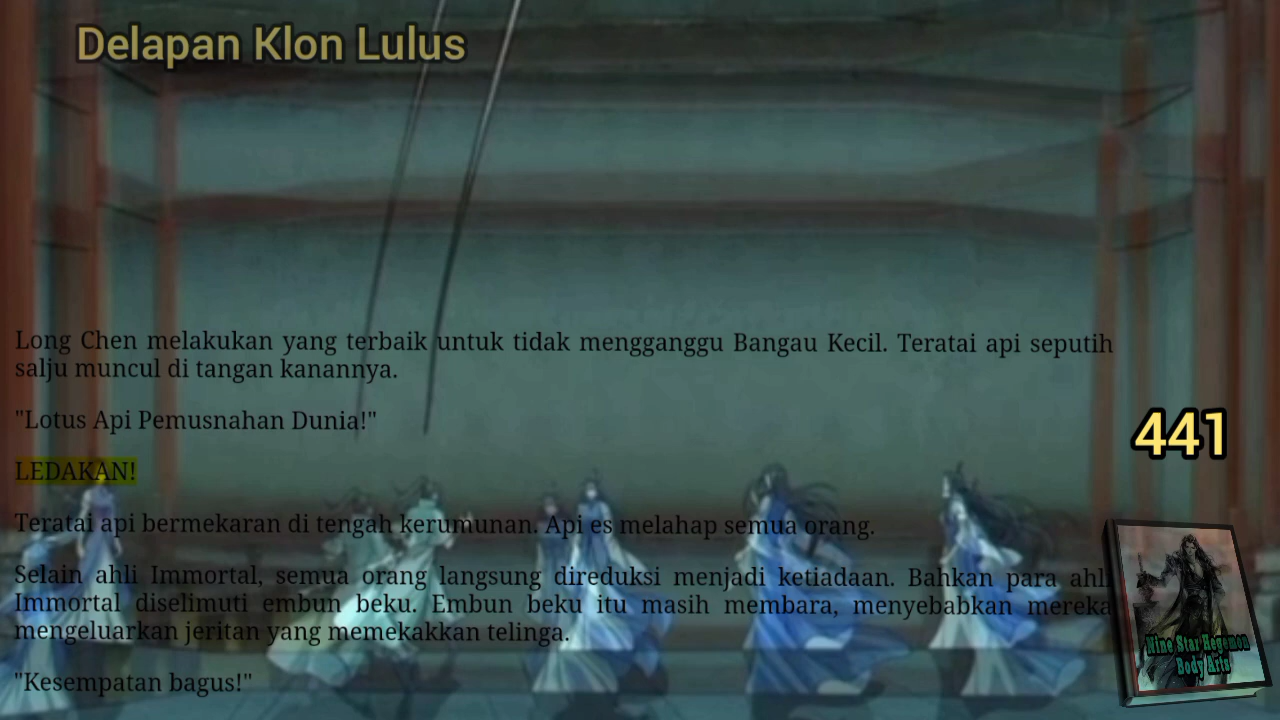 Delapan Klon Lulus
Long Chen melakukan yang terbaik untuk tidak mengganggu Bangau Kecil. Teratai api seputih
salju muncul di tangan kanannya.
"Lotus Api Pemusnahan Dunia!"
LEDAKAN!
Teratai api bermekaran di tengah kerumunan. Api es melahap semua orang.
Selain ahli Immortal, semua orang langsung direduksi menjadi ketiadaan. Bahkan para ahli
Immortal diselimuti embun beku. Embun beku itu masih membara, menyebabkan mereka
mengeluarkan jeritan yang memekakkan telinga.
"Kesempatan bagus!"
441
Nine Star Hegemon
Body Arts